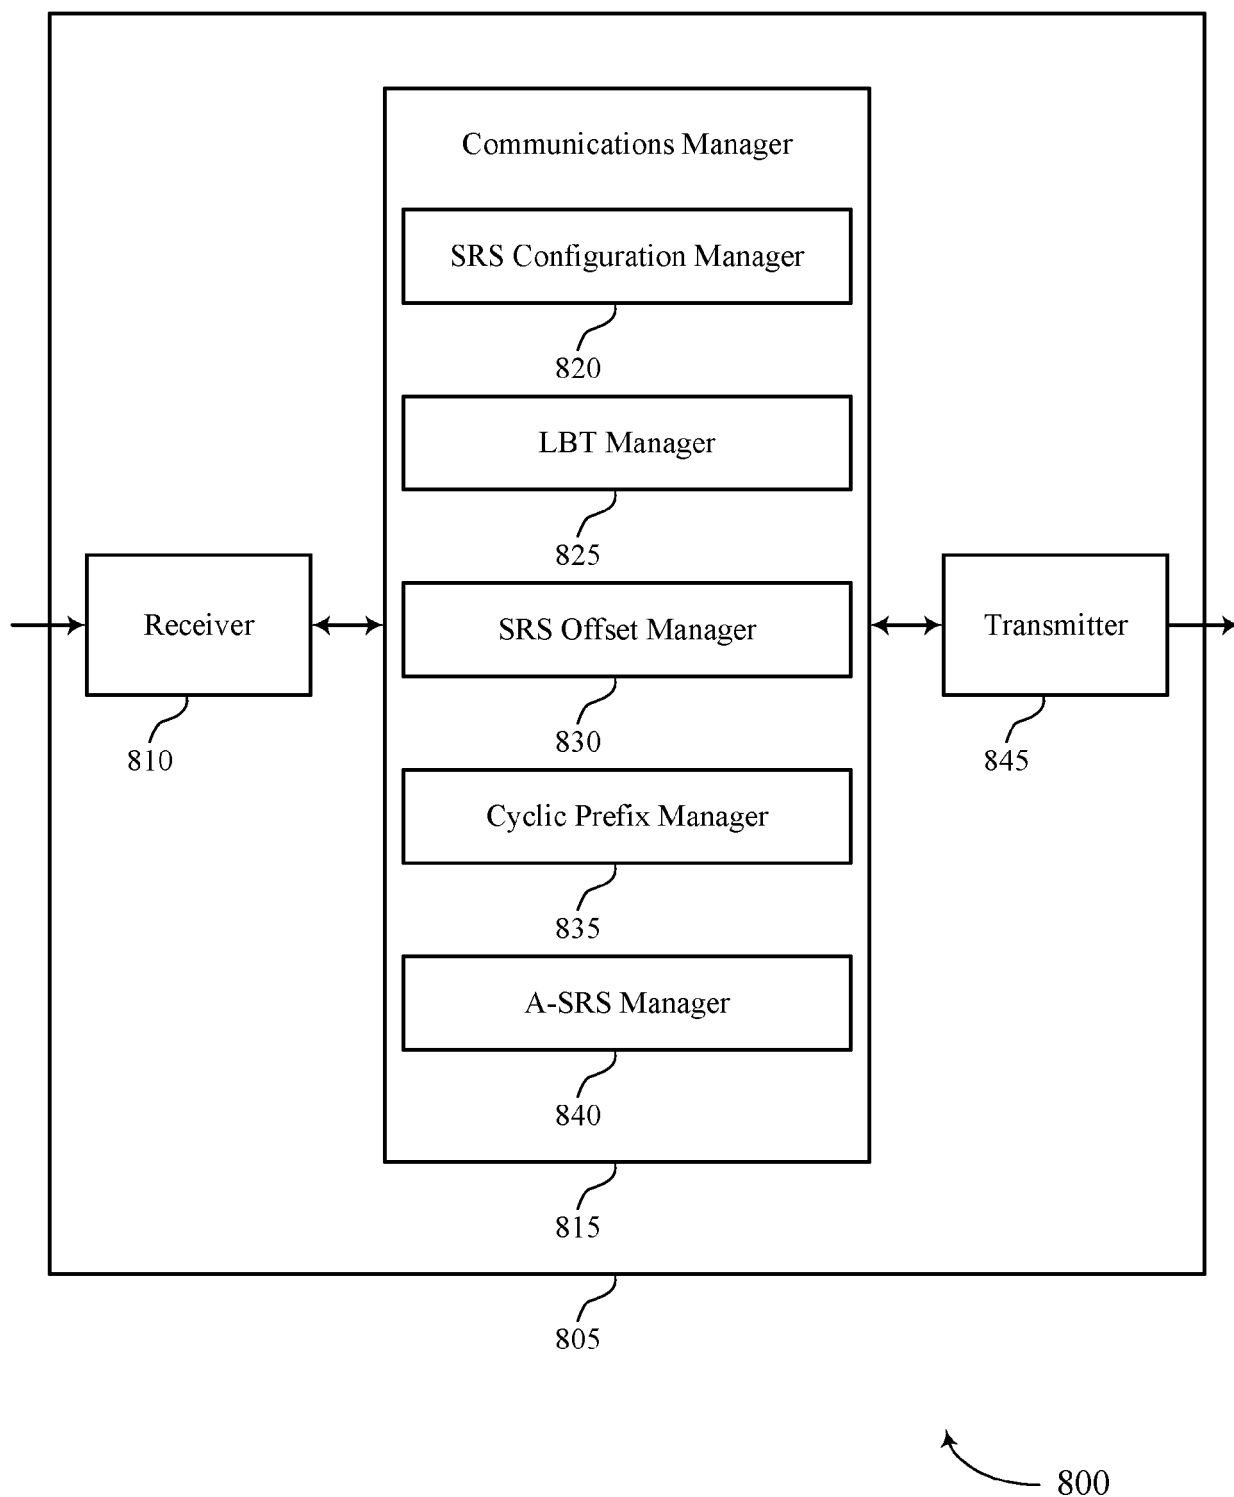 Communications Manager
SRS Configuration Manager
820
LBT Manager
825
Receiver
810
SRS Offset Manager
830
Transmitter
845
Cyclic Prefix Manager
835
A-SRS Manager
840
815
805
800